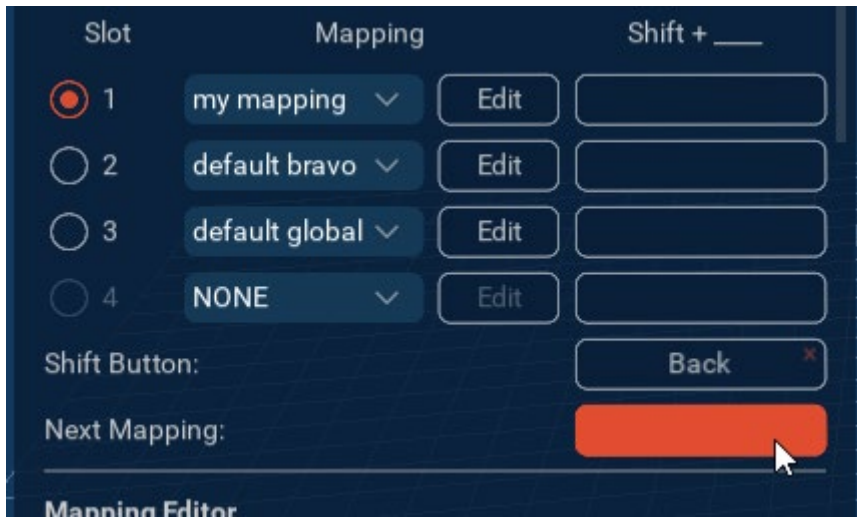 Slot Mapping Shift + ___
1 my mapping Edit
2 default bravo Edit
3 default global Edit
4 NONE Edit
Shift Button: Back ×
Next Mapping:
Mapping Editor